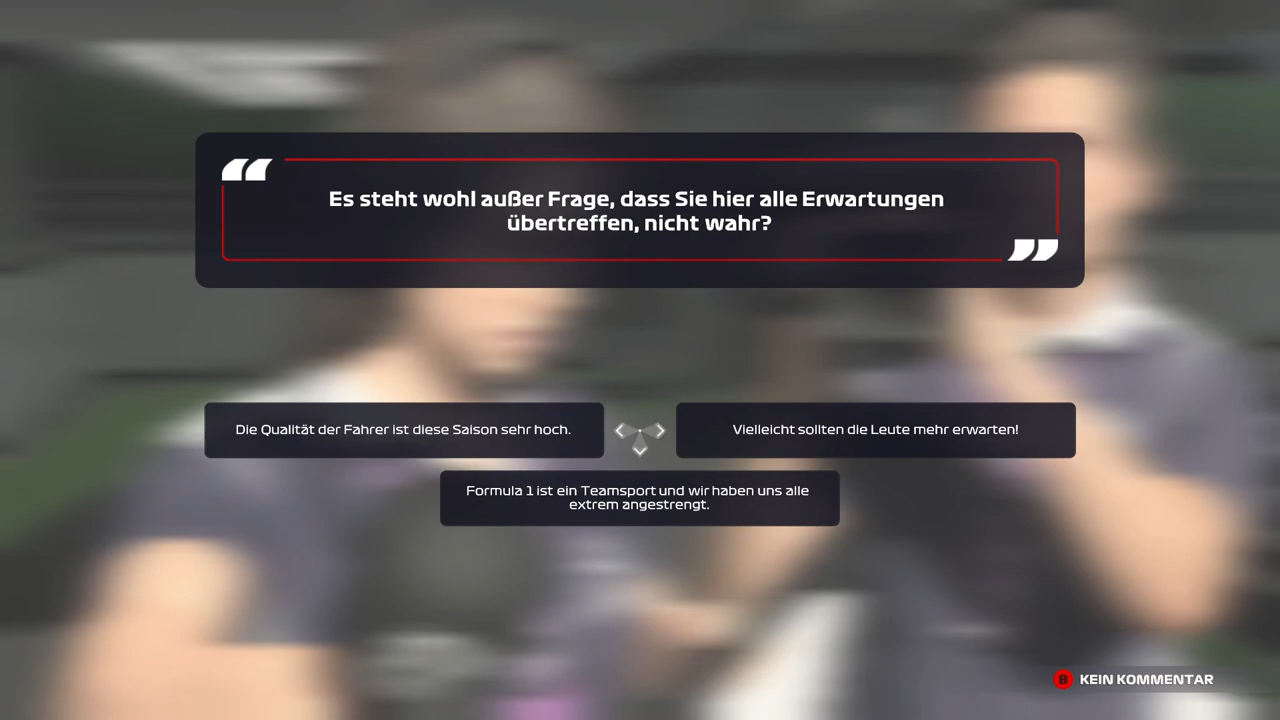 Es steht wohl außer Frage, dass Sie hier alle Erwartungen
übertreffen, nicht wahr?
Die Qualität der Fahrer ist diese Saison sehr hoch.
Vielleicht sollten die Leute mehr erwarten!
Formula 1 ist ein Teamsport und wir haben uns alle
extrem angestrengt.
B KEIN KOMMENTAR